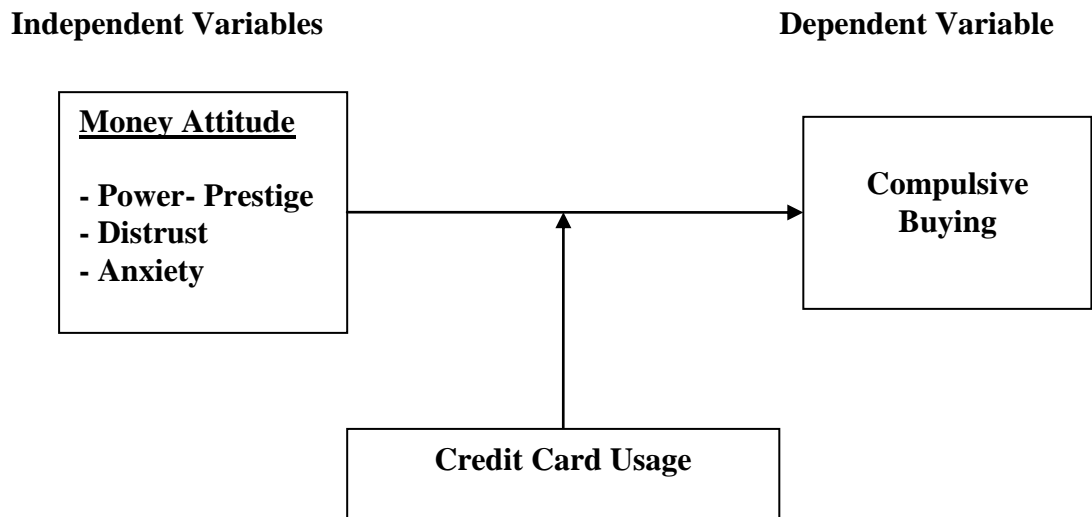 Independent Variables
Dependent Variable
Money Attitude
- Power- Prestige
- Distrust
- Anxiety
Compulsive
Buying
Credit Card Usage